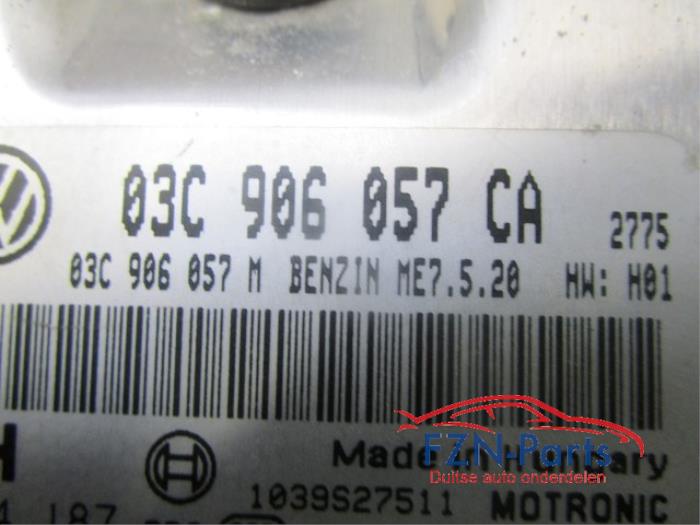 03C 906 057 CA 2775
03C 906 057 M BENZIN ME7.5.20 HW: H01
Made in Hungary
FZN-Parts
Duitse auto onderdelen
187
1039S27511 MOTRONIC